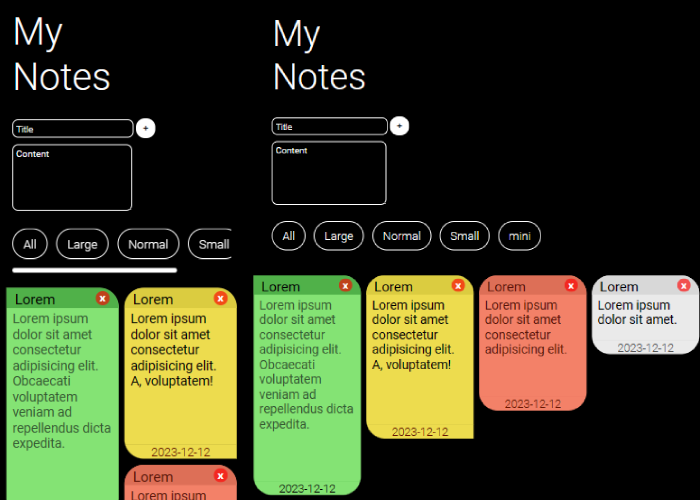 My
Notes
Title
+
Content
All
Large
Normal
Small
Lorem
x
Lorem ipsum
dolor sit amet
consectetur
adipisicing elit.
Obcaecati
voluptatem
veniam ad
repellendus dicta
expedita.
Lorem
x
Lorem ipsum
dolor sit amet
consectetur
adipisicing elit.
A, voluptatem!
2023-12-12
Lorem
x
Lorem ipsum
My
Notes
Title
+
Content
All
Large
Normal
Small
mini
Lorem
x
Lorem ipsum
dolor sit amet
consectetur
adipisicing elit.
Obcaecati
voluptatem
veniam ad
repellendus dicta
expedita.
2023-12-12
Lorem
x
Lorem ipsum
dolor sit amet
consectetur
adipisicing elit.
A, voluptatem!
2023-12-12
Lorem
x
Lorem ipsum
dolor sit amet
consectetur
adipisicing elit.
2023-12-12
Lorem
x
Lorem ipsum
dolor sit amet.
2023-12-12